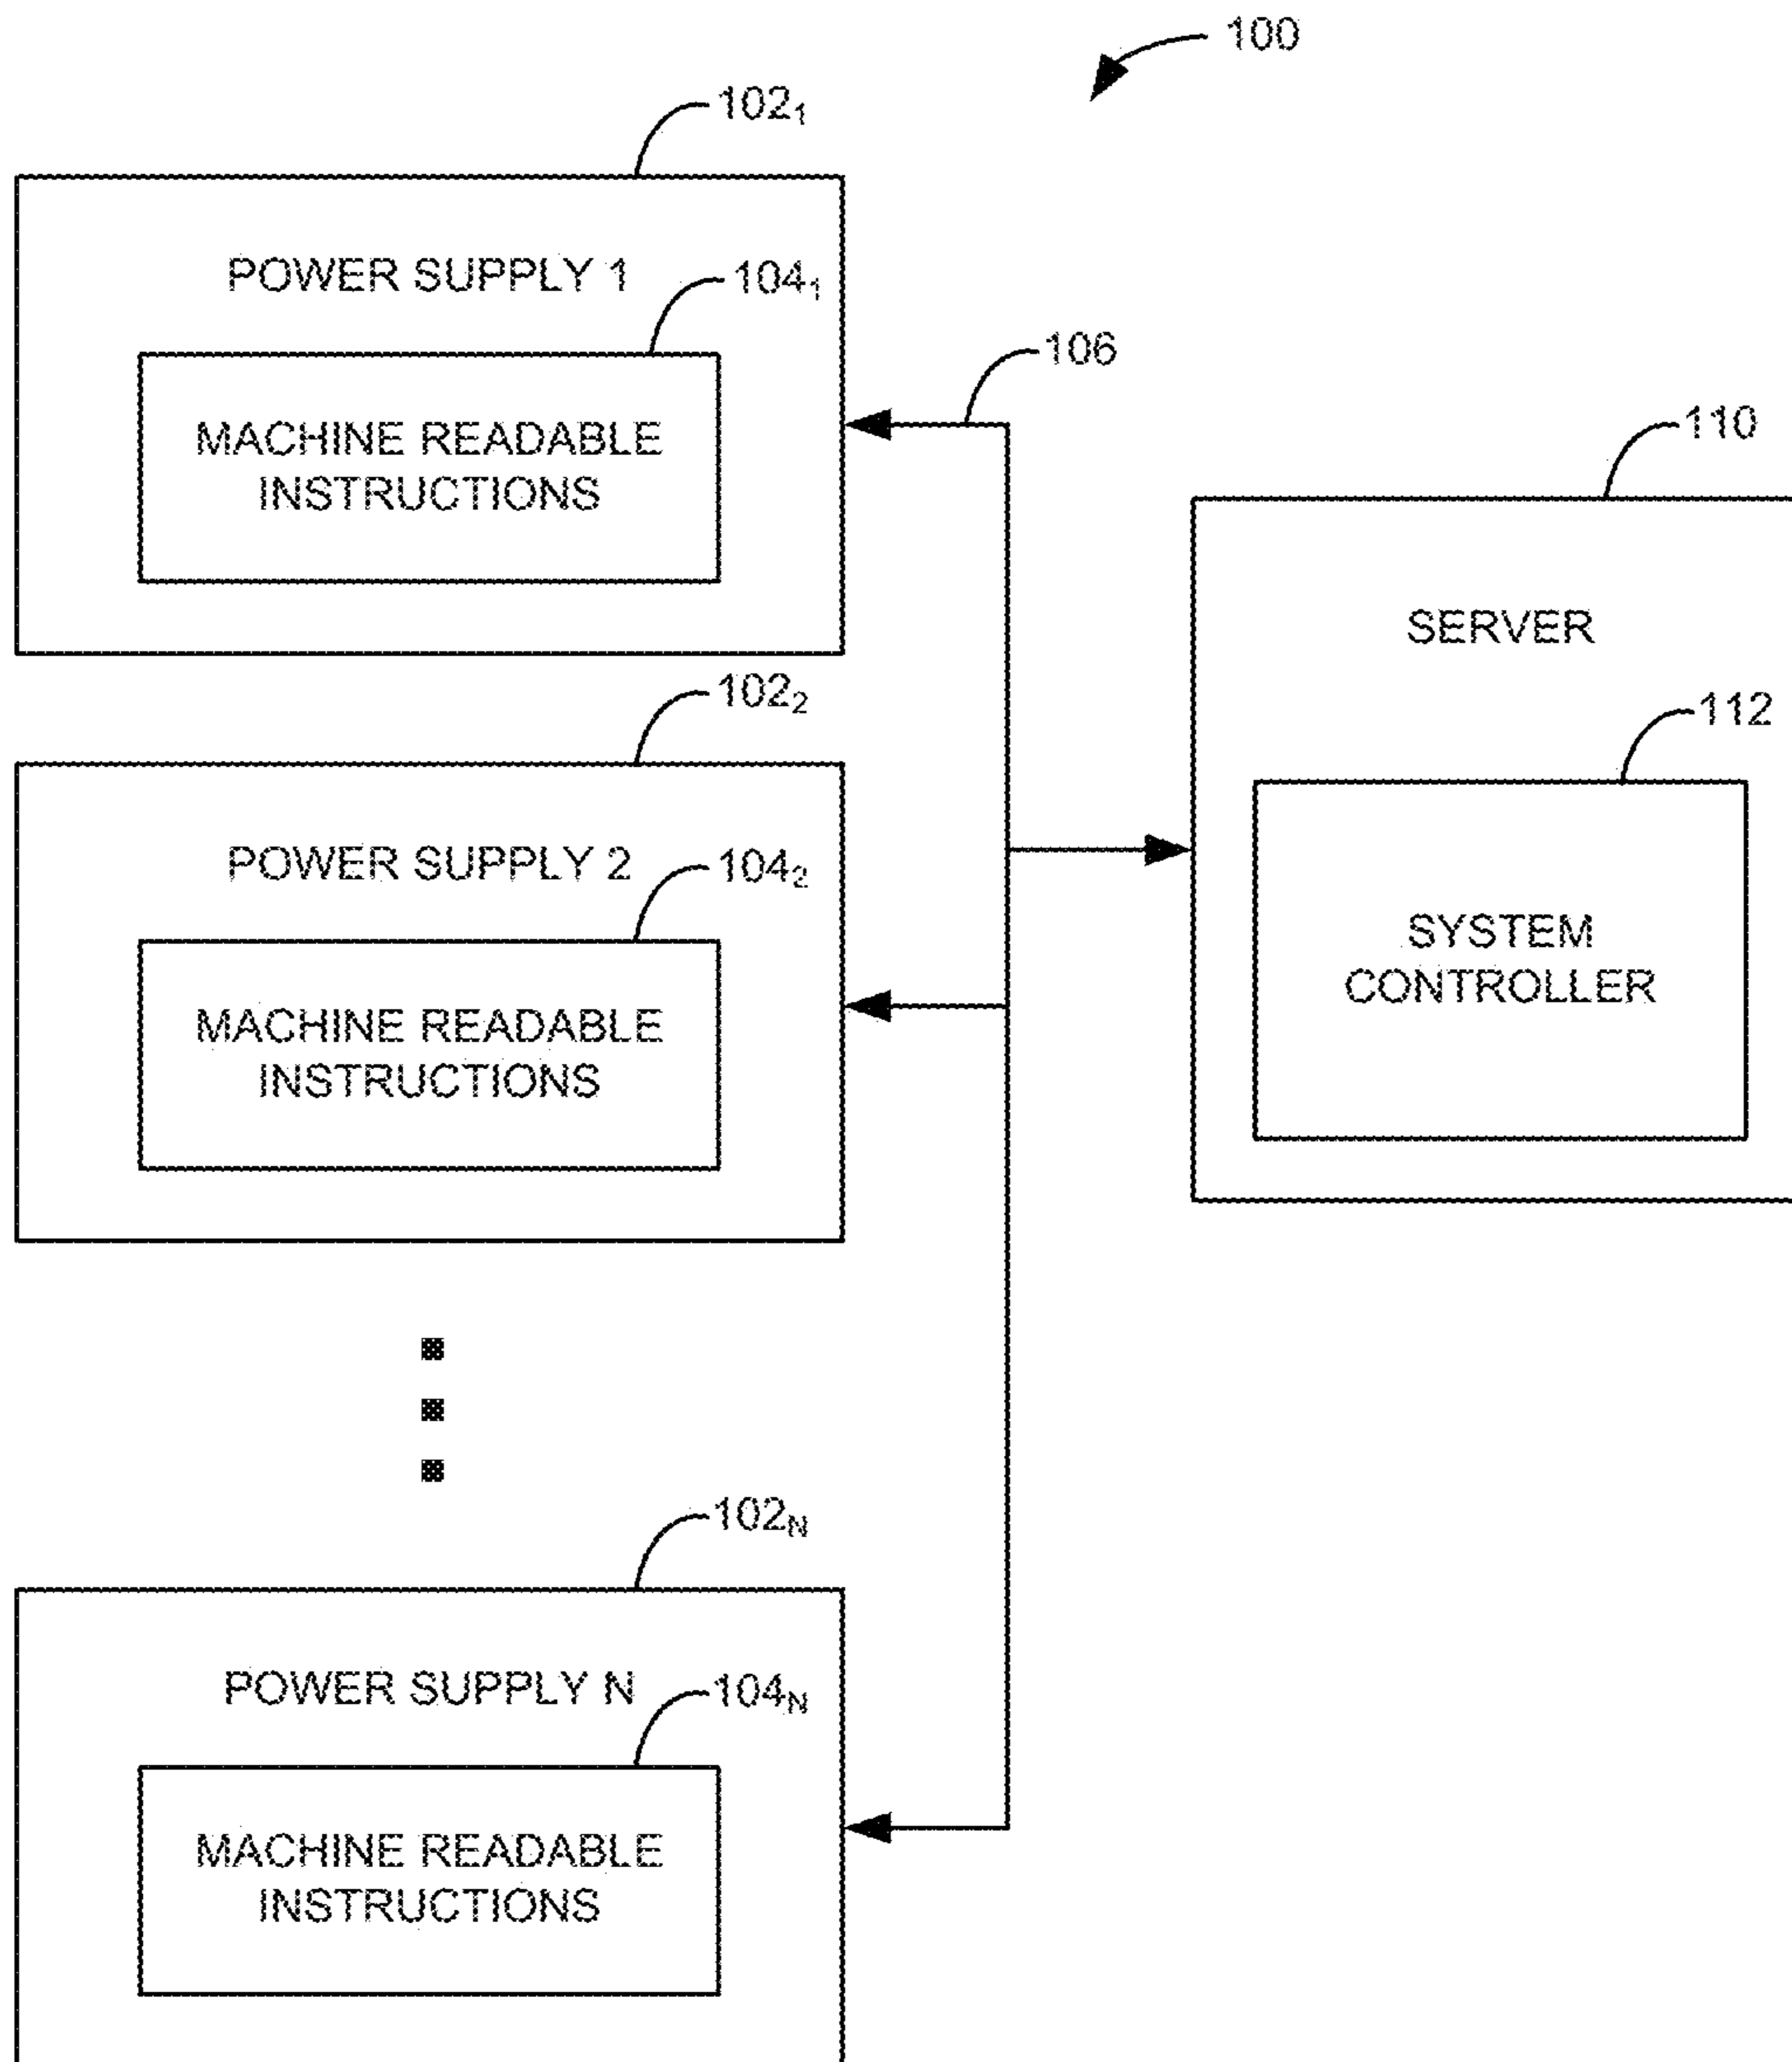 100
102₁
POWER SUPPLY 1
104₁
MACHINE READABLE
INSTRUCTIONS
106
110
SERVER
112
SYSTEM
CONTROLLER
102₂
POWER SUPPLY 2
104₂
MACHINE READABLE
INSTRUCTIONS
102ₙ
POWER SUPPLY N
104ₙ
MACHINE READABLE
INSTRUCTIONS